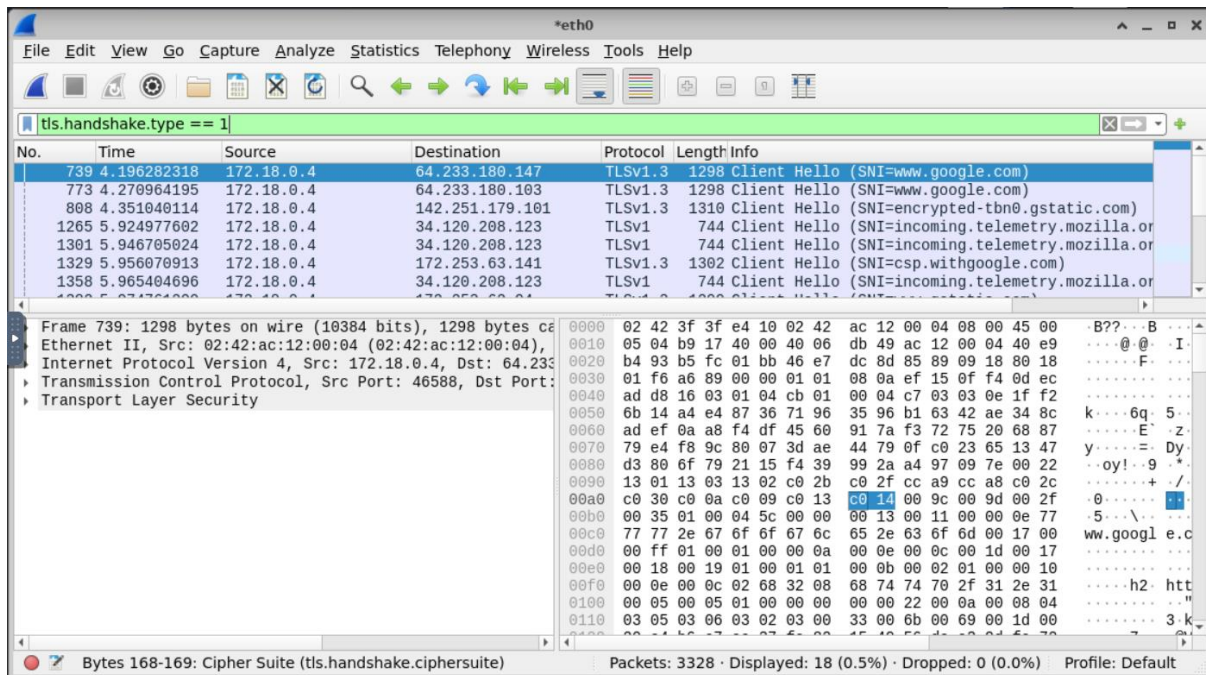 *eth0
File Edit View Go Capture Analyze Statistics Telephony Wireless Tools Help
tls.handshake.type == 1
No. Time Source Destination Protocol Length Info
739 4.196282318 172.18.0.4 64.233.180.147 TLSv1.3 1298 Client Hello (SNI=www.google.com)
773 4.270964195 172.18.0.4 64.233.180.103 TLSv1.3 1298 Client Hello (SNI=www.google.com)
808 4.351040114 172.18.0.4 142.251.179.101 TLSv1.3 1310 Client Hello (SNI=encrypted-tbn0.gstatic.com)
1265 5.924977602 172.18.0.4 34.120.208.123 TLSv1 744 Client Hello (SNI=incoming.telemetry.mozilla.or
1301 5.946705024 172.18.0.4 34.120.208.123 TLSv1 744 Client Hello (SNI=incoming.telemetry.mozilla.or
1329 5.956070913 172.18.0.4 172.253.63.141 TLSv1.3 1302 Client Hello (SNI=csp.withgoogle.com)
1358 5.965404696 172.18.0.4 34.120.208.123 TLSv1 744 Client Hello (SNI=incoming.telemetry.mozilla.or
Frame 739: 1298 bytes on wire (10384 bits), 1298 bytes ca
Ethernet II, Src: 02:42:ac:12:00:04 (02:42:ac:12:00:04),
Internet Protocol Version 4, Src: 172.18.0.4, Dst: 64.233
Transmission Control Protocol, Src Port: 46588, Dst Port:
Transport Layer Security
0000 02 42 3f 3f e4 10 02 42 ac 12 00 04 08 00 45 00 ·B??···B ···
0010 05 04 b9 17 40 00 40 06 db 49 ac 12 00 04 40 e9 ····@·@· ·I·
0020 b4 93 b5 fc 01 bb 46 e7 dc 8d 85 89 09 18 80 18 ······F· ···
0030 01 f6 a6 89 00 00 01 01 08 0a ef 15 0f f4 0d ec ········ ···
0040 ad d8 16 03 01 04 cb 01 00 04 c7 03 03 0e 1f f2 ········ ···
0050 6b 14 a4 e4 87 36 71 96 35 96 b1 63 42 ae 34 8c k····6q· 5··
0060 ad ef 0a a8 f4 df 45 60 91 7a f3 72 75 20 68 87 ······E` ·z·
0070 79 e4 f8 9c 80 07 3d ae 44 79 0f c0 23 65 13 47 y·····=· Dy·
0080 d3 80 6f 79 21 15 f4 39 99 2a a4 97 09 7e 00 22 ··oy!··9 ·*·
0090 13 01 13 03 13 02 c0 2b c0 2f cc a9 cc a8 c0 2c ·······+ ·/·
00a0 c0 30 c0 0a c0 09 c0 13 c0 14 00 9c 00 9d 00 2f ·0······ ···
00b0 00 35 01 00 04 5c 00 00 00 13 00 11 00 00 0e 77 ·5···\·· ···
00c0 77 77 2e 67 6f 6f 67 6c 65 2e 63 6f 6d 00 17 00 ww.googl e.c
00d0 00 ff 01 00 01 00 00 0a 00 0e 00 0c 00 1d 00 17 ········ ···
00e0 00 18 00 19 01 00 01 01 00 0b 00 02 01 00 00 10 ········ ···
00f0 00 0e 00 0c 02 68 32 08 68 74 74 70 2f 31 2e 31 ·····h2· htt
0100 00 05 00 05 01 00 00 00 00 00 22 00 0a 00 08 04 ········ ··"
0110 03 05 03 06 03 02 03 00 33 00 6b 00 69 00 1d 00 ········ 3·k
Bytes 168-169: Cipher Suite (tls.handshake.ciphersuite) Packets: 3328 · Displayed: 18 (0.5%) · Dropped: 0 (0.0%) Profile: Default